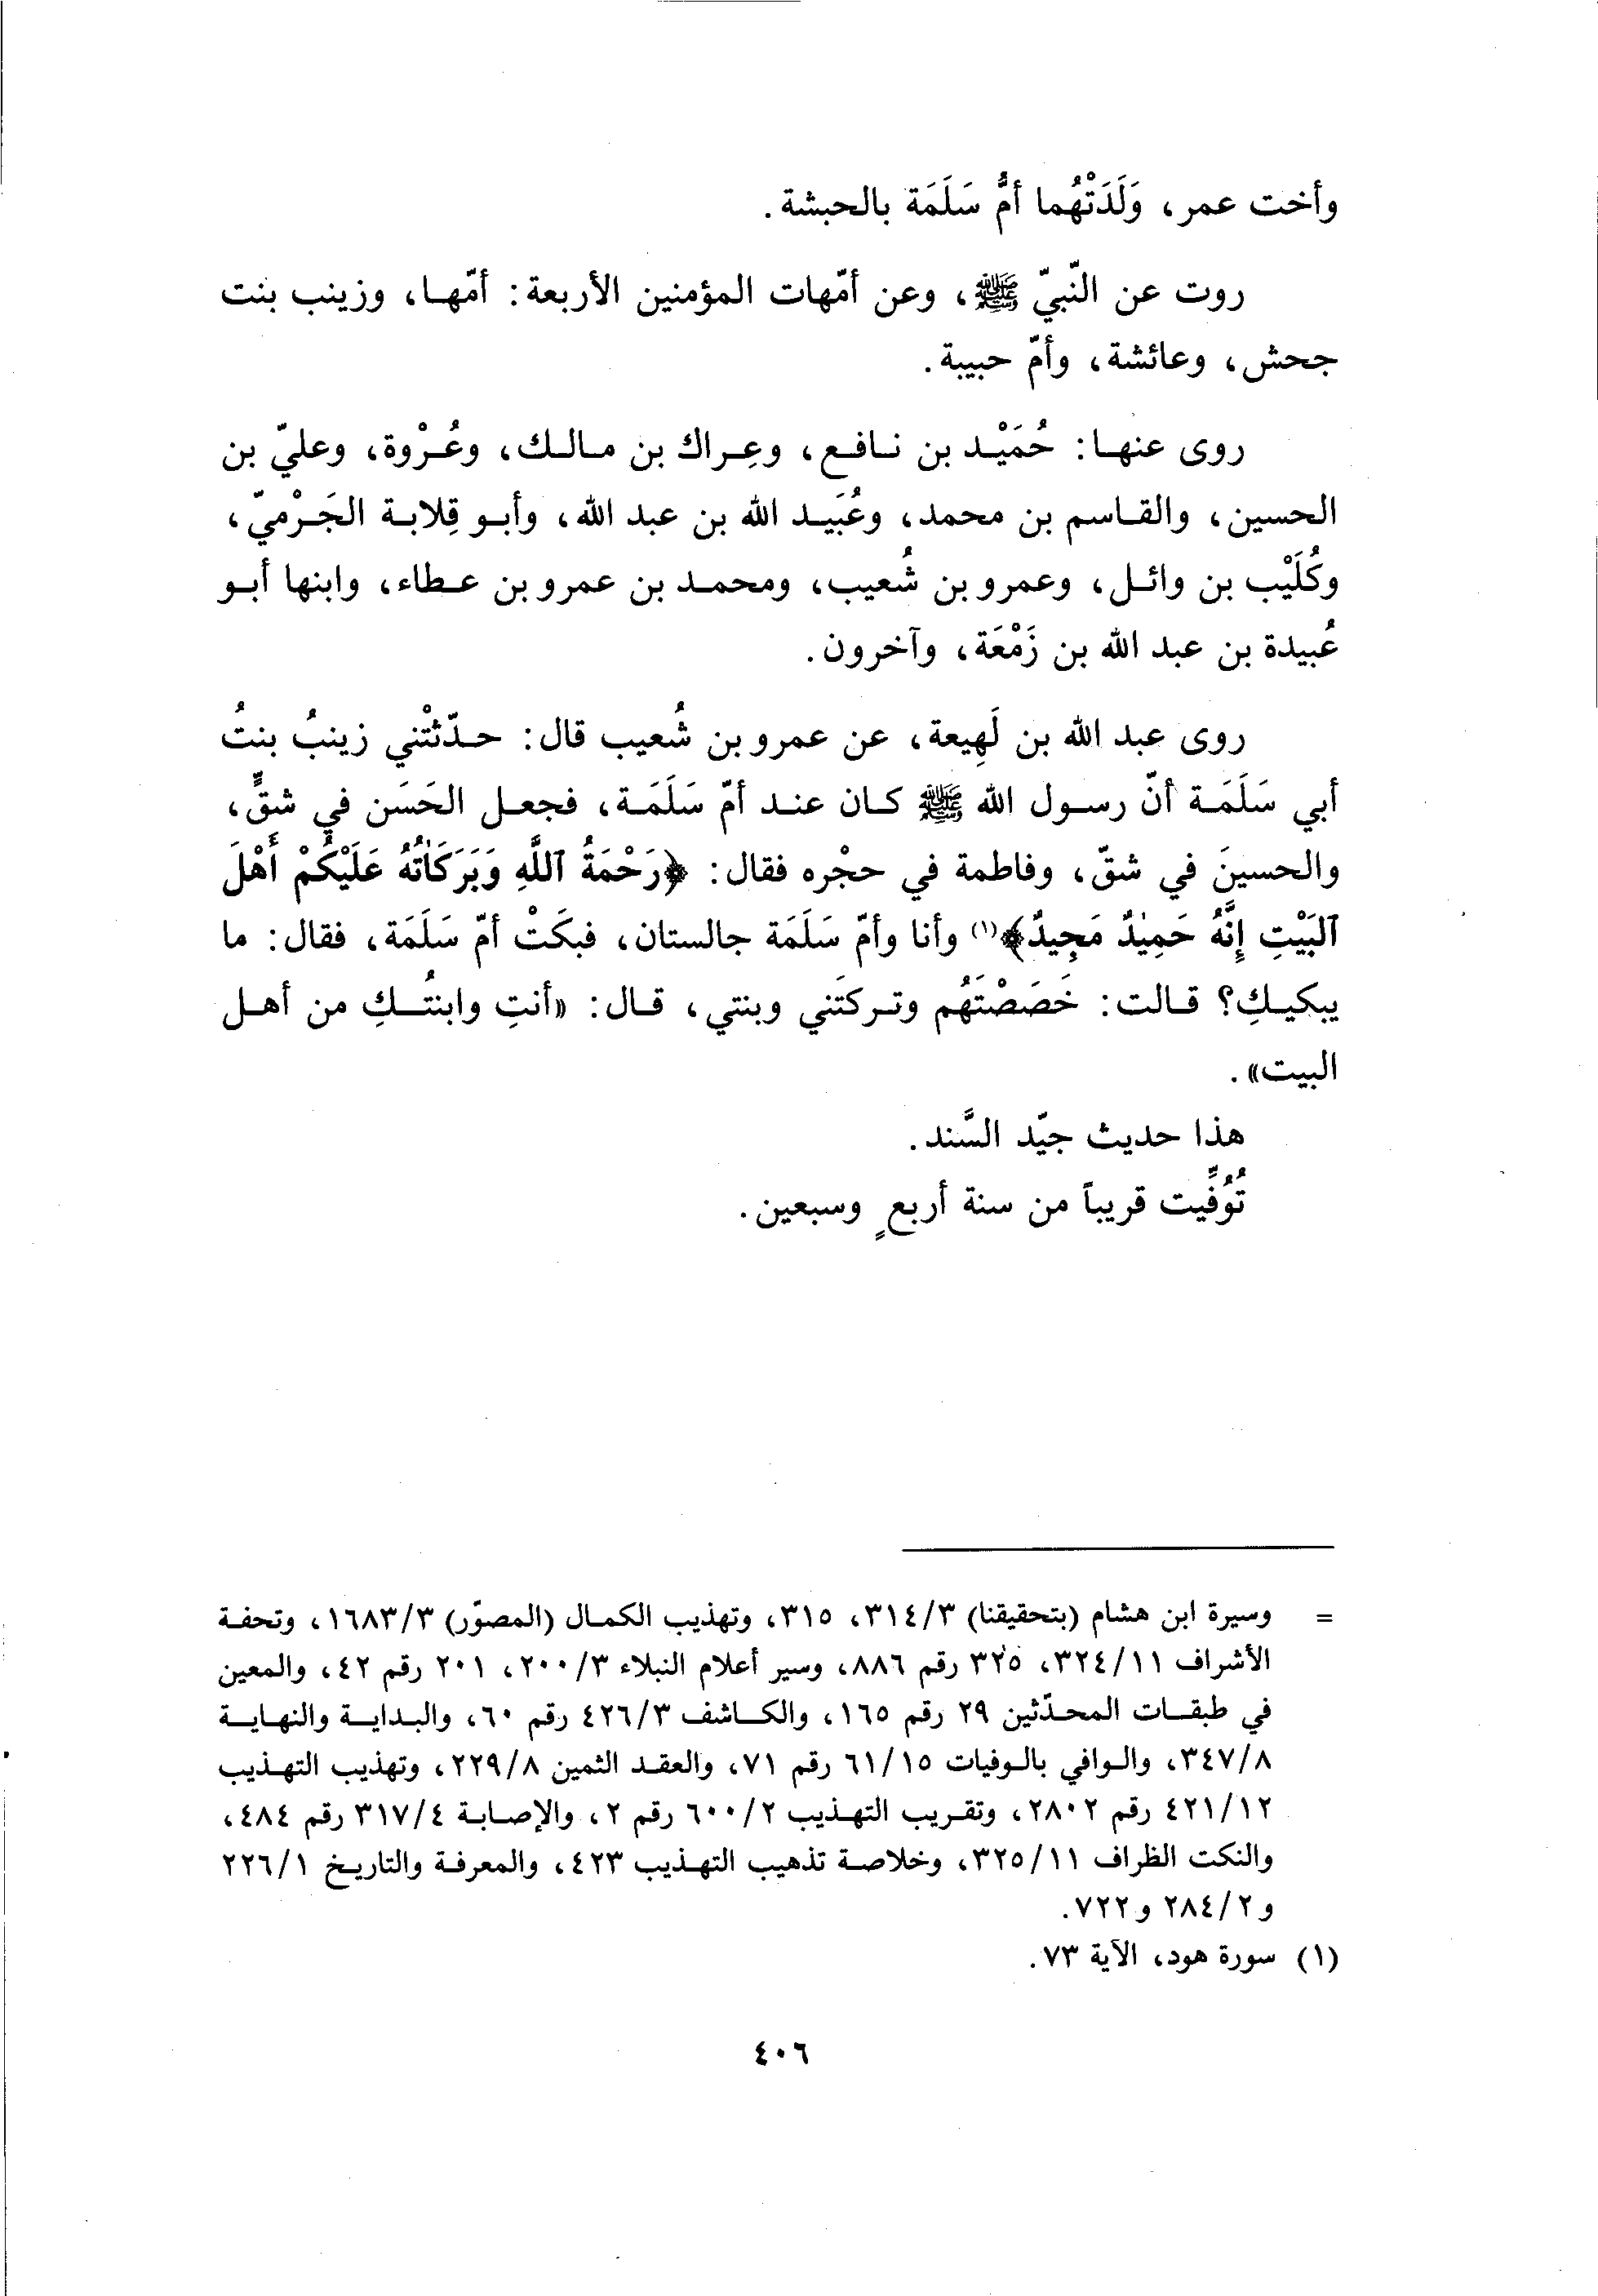 وأخت عمر، وَلَدَتْهُما أمُّ سَلَمَة بالحبشة.
روت عن النّبيّ ﷺ، وعن أمّهات المؤمنين الأربعة: أمّها، وزينب بنت
جحش، وعائشة، وأمّ حبيبة.
روى عنها: حُمَيْد بن نافع، وعِراك بن مالك، وعُرْوة، وعليّ بن
الحسين، والقاسم بن محمد، وعُبَيد الله بن عبد الله، وأبو قِلابة الجَرْميّ،
وكُلَيْب بن وائل، وعمرو بن شُعيب، ومحمد بن عمرو بن عطاء، وابنها أبو
عُبيدة بن عبد الله بن زَمْعَة، وآخرون.
روى عبد الله بن لَهِيعة، عن عمرو بن شُعيب قال: حدّثتْني زينبُ بنتُ
أبي سَلَمَة أنّ رسول الله ﷺ كان عند أمّ سَلَمَة، فجعل الحَسَن في شقٍّ،
والحسينَ في شقّ، وفاطمة في حجْره فقال: ﴿رَحْمَةُ ٱللَّهِ وَبَرَكَاتُهُ عَلَيْكُمْ أَهْلَ
ٱلبَيْتِ إِنَّهُ حَمِيدٌ مَجِيدٌ﴾(١) وأنا وأمّ سَلَمَة جالستان، فبكَتْ أمّ سَلَمَة، فقال: ما
يبكيكِ؟ قالت: خَصَصْتَهُم وتركتَني وبنتي، قال: «أنتِ وابنتُكِ من أهل
البيت».
هذا حديث جيّد السَّند.
تُوُفِّيت قريباً من سنة أربعٍ وسبعين.
= وسيرة ابن هشام (بتحقيقنا) ٣١٤/٣، ٣١٥، وتهذيب الكمال (المصوّر) ١٦٨٣/٣، وتحفة
الأشراف ٣٢٤/١١، ٣٢٥ رقم ٨٨٦، وسير أعلام النبلاء ٢٠٠/٣، ٢٠١ رقم ٤٢، والمعين
في طبقات المحدّثين ٢٩ رقم ١٦٥، والكاشف ٤٢٦/٣ رقم ٦٠، والبداية والنهاية
٣٤٧/٨، والوافي بالوفيات ٦١/١٥ رقم ٧١، والعقد الثمين ٢٢٩/٨، وتهذيب التهذيب
٤٢١/١٢ رقم ٢٨٠٢، وتقريب التهذيب ٦٠٠/٢ رقم ٢، والإصابة ٣١٧/٤ رقم ٤٨٤،
والنكت الظراف ٣٢٥/١١، وخلاصة تذهيب التهذيب ٤٢٣، والمعرفة والتاريخ ٢٢٦/١
و٢٨٤/٢ و٧٢٢.
(١) سورة هود، الآية ٧٣.
٤٠٦